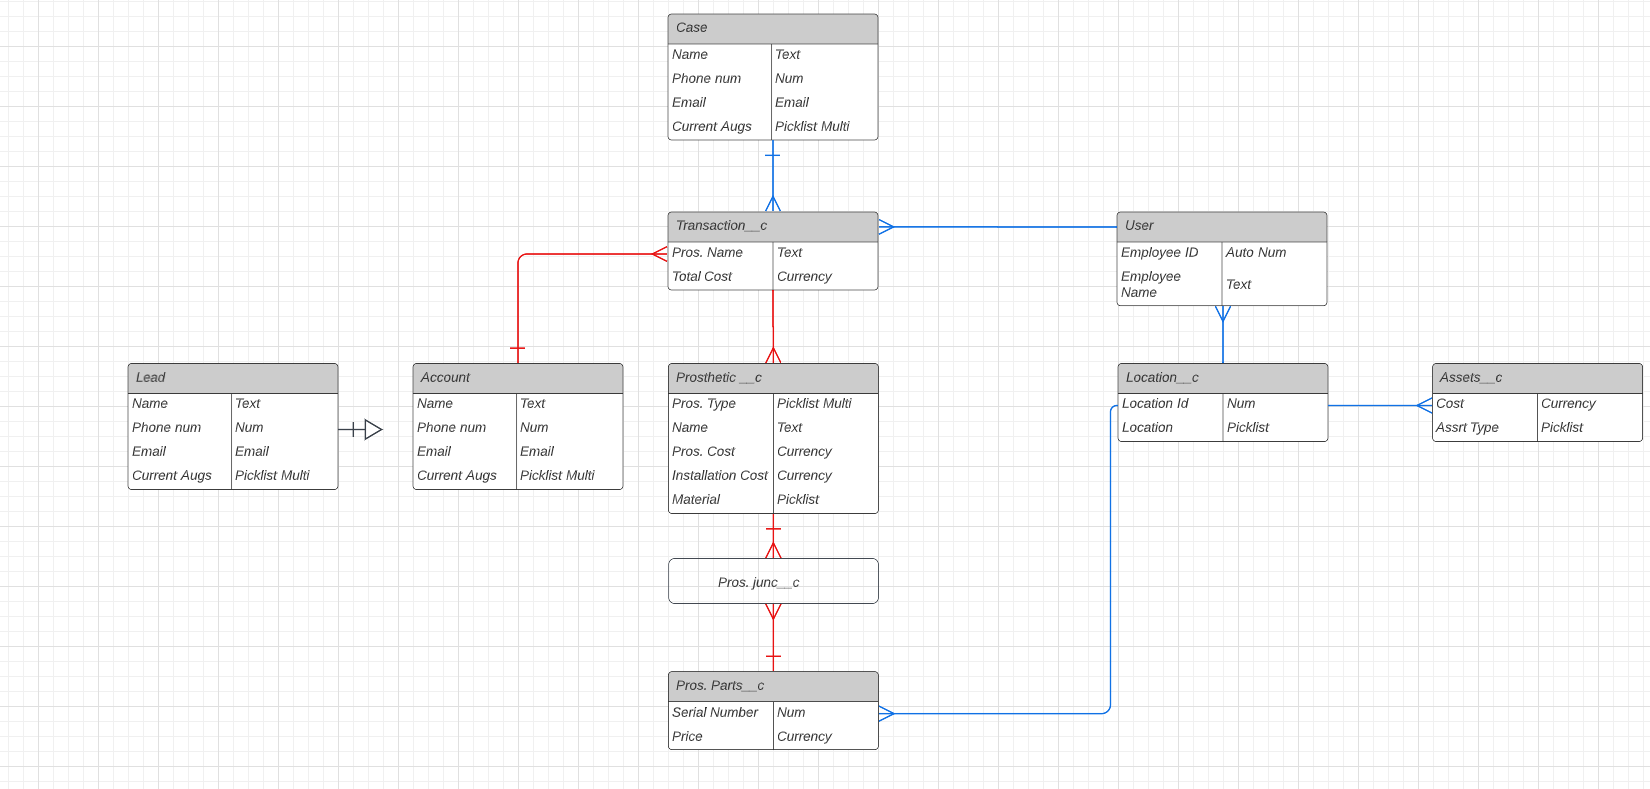 Case
Name Text
Phone num Num
Email Email
Current Augs Picklist Multi
Transaction__c
Pros. Name Text
Total Cost Currency
User
Employee ID Auto Num
Employee
Name Text
Lead
Name Text
Phone num Num
Email Email
Current Augs Picklist Multi
Account
Name Text
Phone num Num
Email Email
Current Augs Picklist Multi
Prosthetic __c
Pros. Type Picklist Multi
Name Text
Pros. Cost Currency
Installation Cost Currency
Material Picklist
Location__c
Location Id Num
Location Picklist
Assets__c
Cost Currency
Assrt Type Picklist
Pros. junc__c
Pros. Parts__c
Serial Number Num
Price Currency